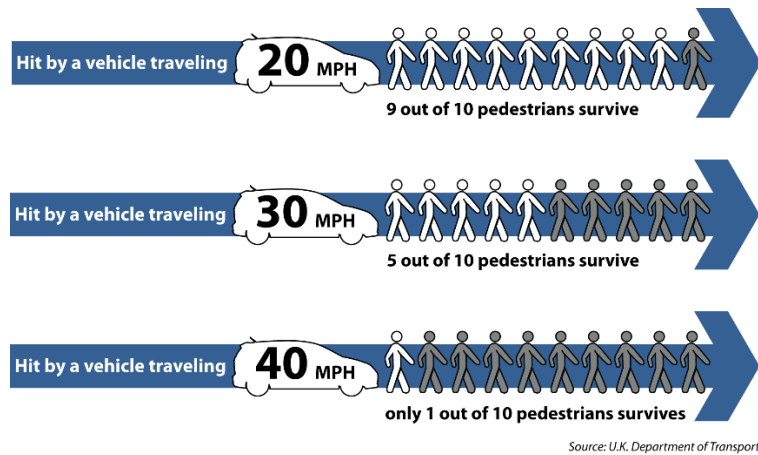 Hit by a vehicle traveling 20 MPH
9 out of 10 pedestrians survive
Hit by a vehicle traveling 30 MPH
5 out of 10 pedestrians survive
Hit by a vehicle traveling 40 MPH
only 1 out of 10 pedestrians survives
Source: U.K. Department of Transport